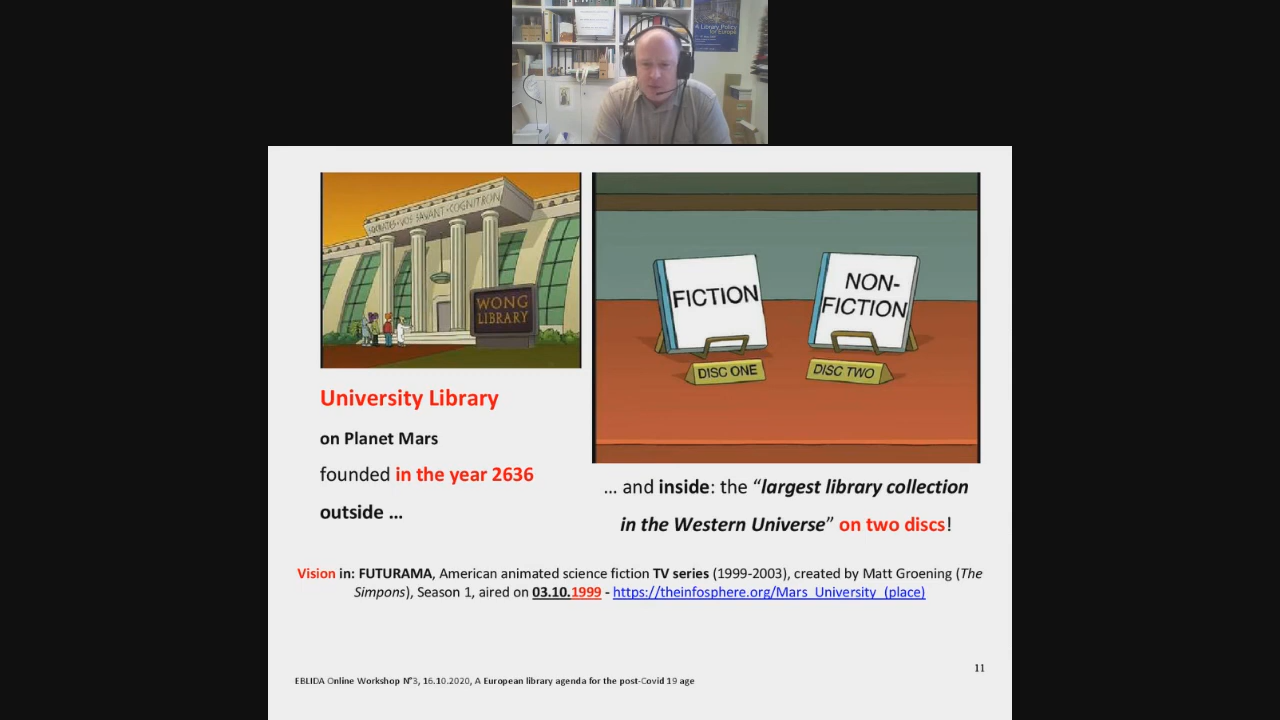 A Library Policy
for Europe
SOCRATES•VOS SAVANT•COGNITRON
WONG
LIBRARY
FICTION
NON-
FICTION
DISC ONE
DISC TWO
University Library
on Planet Mars
founded in the year 2636
outside ...
... and inside: the “largest library collection
in the Western Universe” on two discs!
Vision in: FUTURAMA, American animated science fiction TV series (1999-2003), created by Matt Groening (The
Simpons), Season 1, aired on 03.10.1999 - https://theinfosphere.org/Mars_University_(place)
11
EBLIDA Online Workshop N°3, 16.10.2020, A European library agenda for the post-Covid 19 age